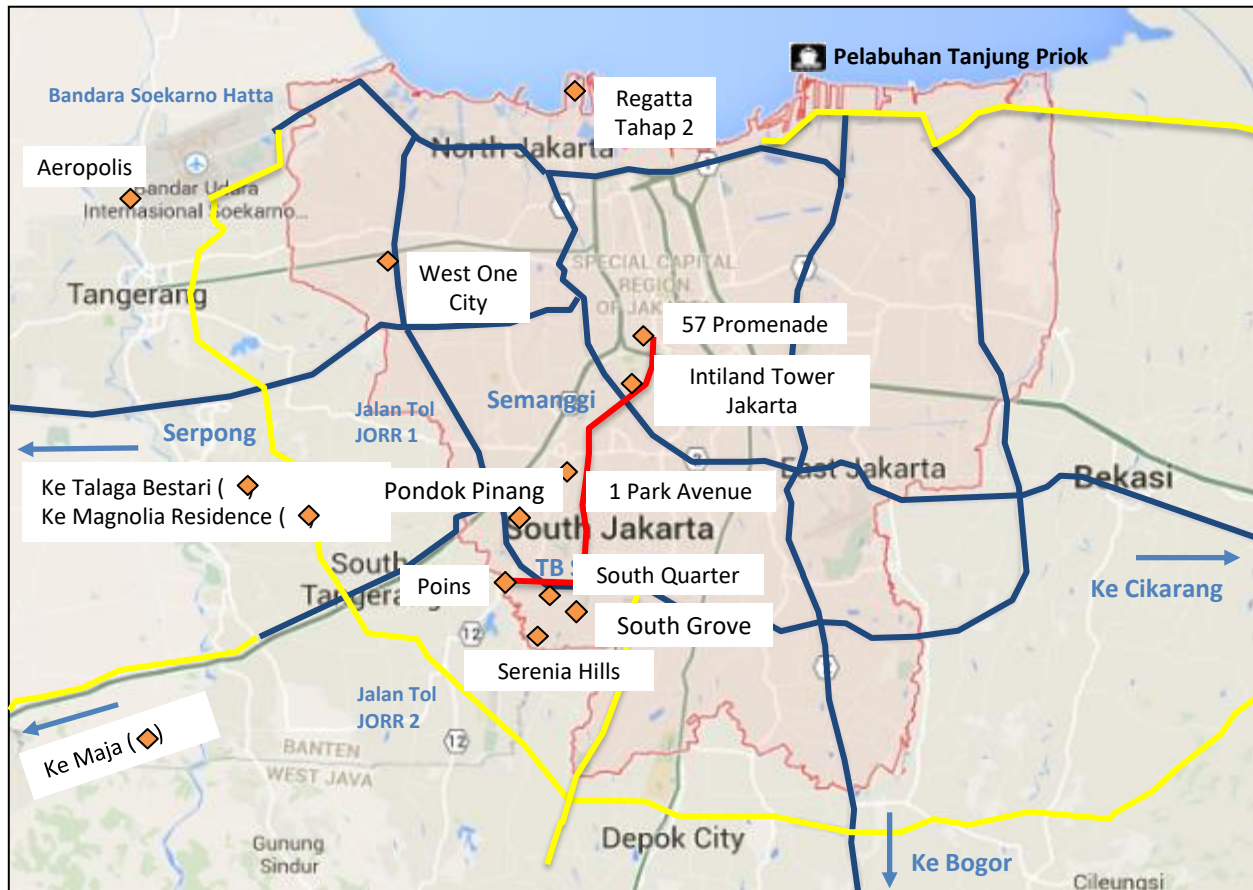 Pelabuhan Tanjung Priok
Bandara Soekarno Hatta
Regatta
Tahap 2
North Jakarta
Aeropolis
Bandar Udara
Internasional Soekarno...
SPECIAL CAPITAL
REGION
OF JAKARTA
West One
City
Tangerang
57 Promenade
Intiland Tower
Jakarta
Semanggi
Jalan Tol
JORR 1
Serpong
East Jakarta
Bekasi
Ke Talaga Bestari ( )
Ke Magnolia Residence ( )
Pondok Pinang
1 Park Avenue
South Jakarta
South
Tangerang
TB S
Poins
South Quarter
Ke Cikarang
12
South Grove
Serenia Hills
Jalan Tol
JORR 2
12
Ke Maja ( )
BANTEN
WEST JAVA
Gunung
Sindur
Depok City
Ke Bogor
Cileungsi